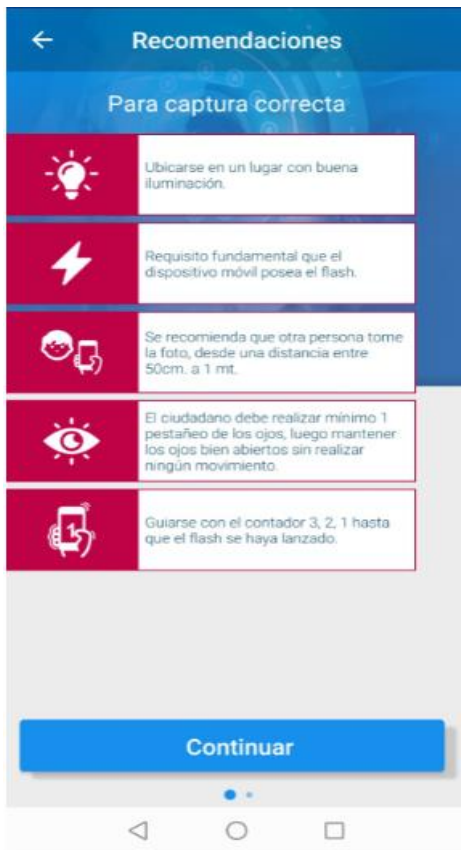 Recomendaciones
Para captura correcta
Ubicarse en un lugar con buena
iluminación.
Requisito fundamental que el
dispositivo móvil posea el flash.
Se recomienda que otra persona tome
la foto, desde una distancia entre
50cm. a 1 mt.
El ciudadano debe realizar mínimo 1
pestañeo de los ojos, luego mantener
los ojos bien abiertos sin realizar
ningún movimiento.
Guiarse con el contador 3, 2, 1 hasta
que el flash se haya lanzado.
Continuar